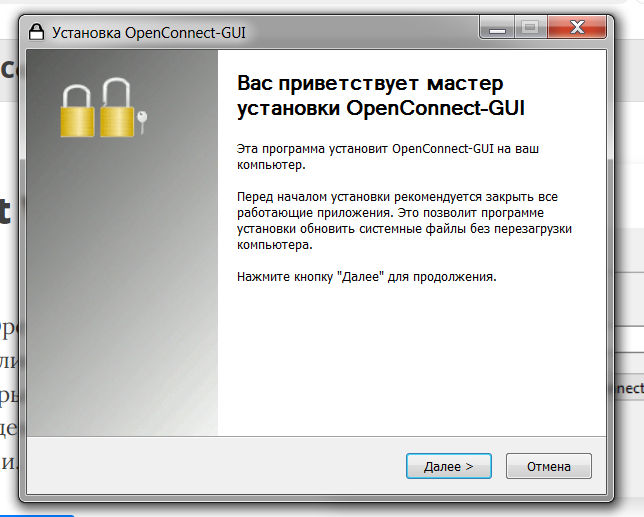 Установка OpenConnect-GUI
Вас приветствует мастер
установки OpenConnect-GUI
Эта программа установит OpenConnect-GUI на ваш
компьютер.
Перед началом установки рекомендуется закрыть все
работающие приложения. Это позволит программе
установки обновить системные файлы без перезагрузки
компьютера.
Нажмите кнопку "Далее" для продолжения.
Далее >
Отмена